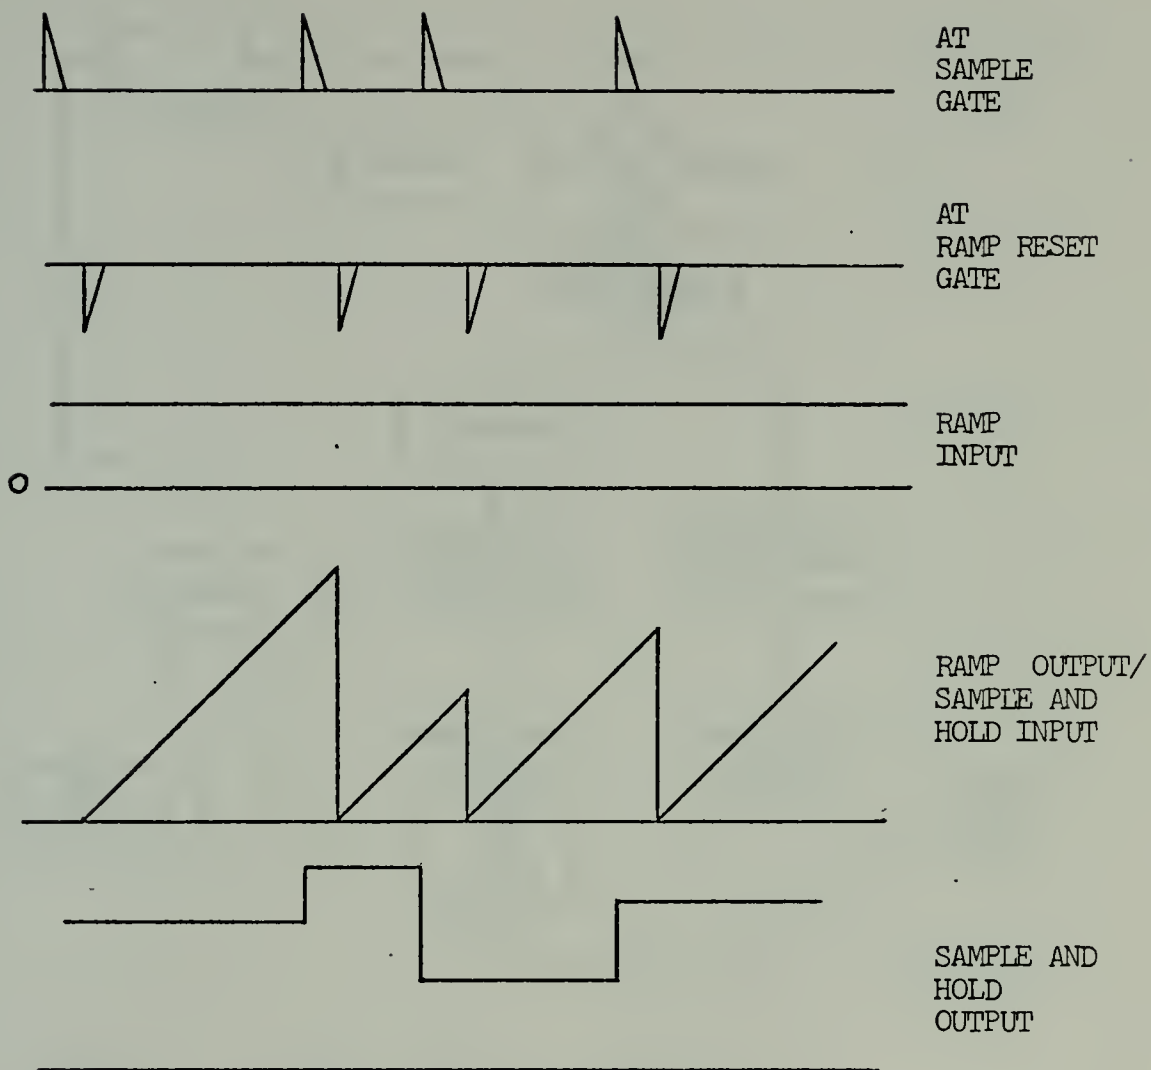 AT
SAMPLE
GATE
AT
RAMP RESET
GATE
RAMP
INPUT
O
RAMP OUTPUT/
SAMPLE AND
HOLD INPUT
SAMPLE AND
HOLD
OUTPUT